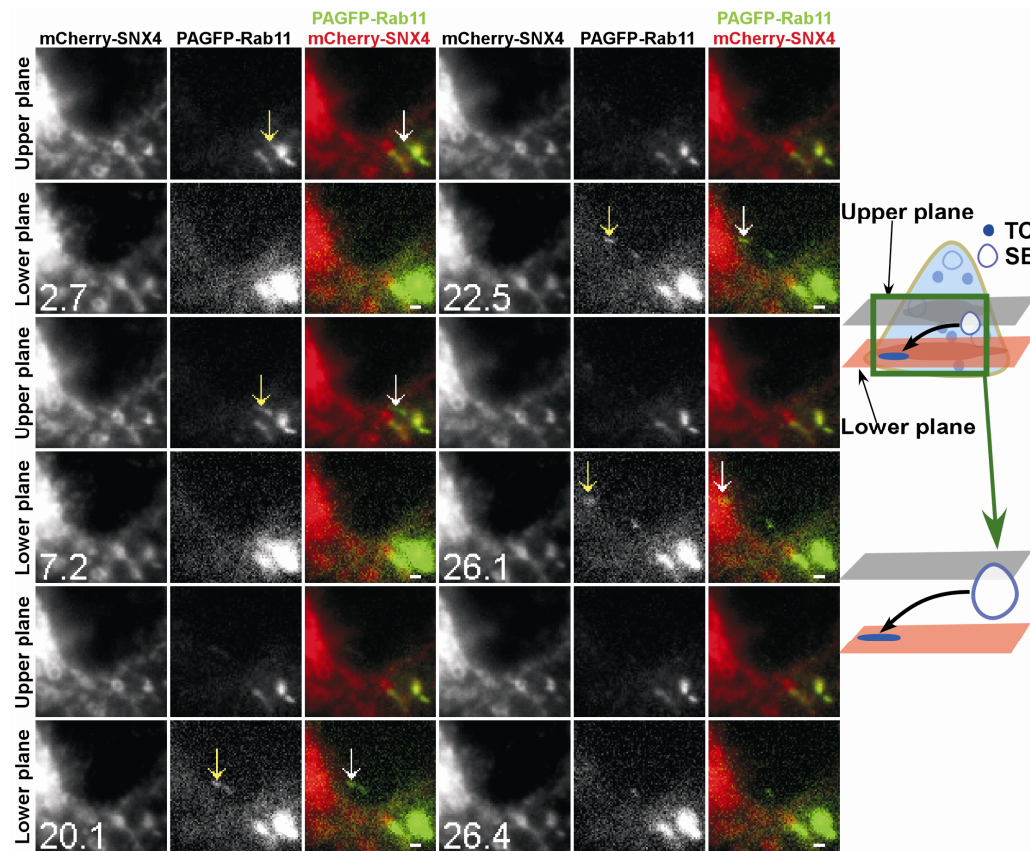 PAGFP-Rab11 PAGFP-Rab11
mCherry-SNX4 PAGFP-Rab11 mCherry-SNX4 mCherry-SNX4 PAGFP-Rab11 mCherry-SNX4
Upper plane
Lower plane
2.7 22.5
Upper plane
Lower plane
7.2 26.1
Upper plane
Lower plane
20.1 26.4
Upper plane
TC
SE
Lower plane